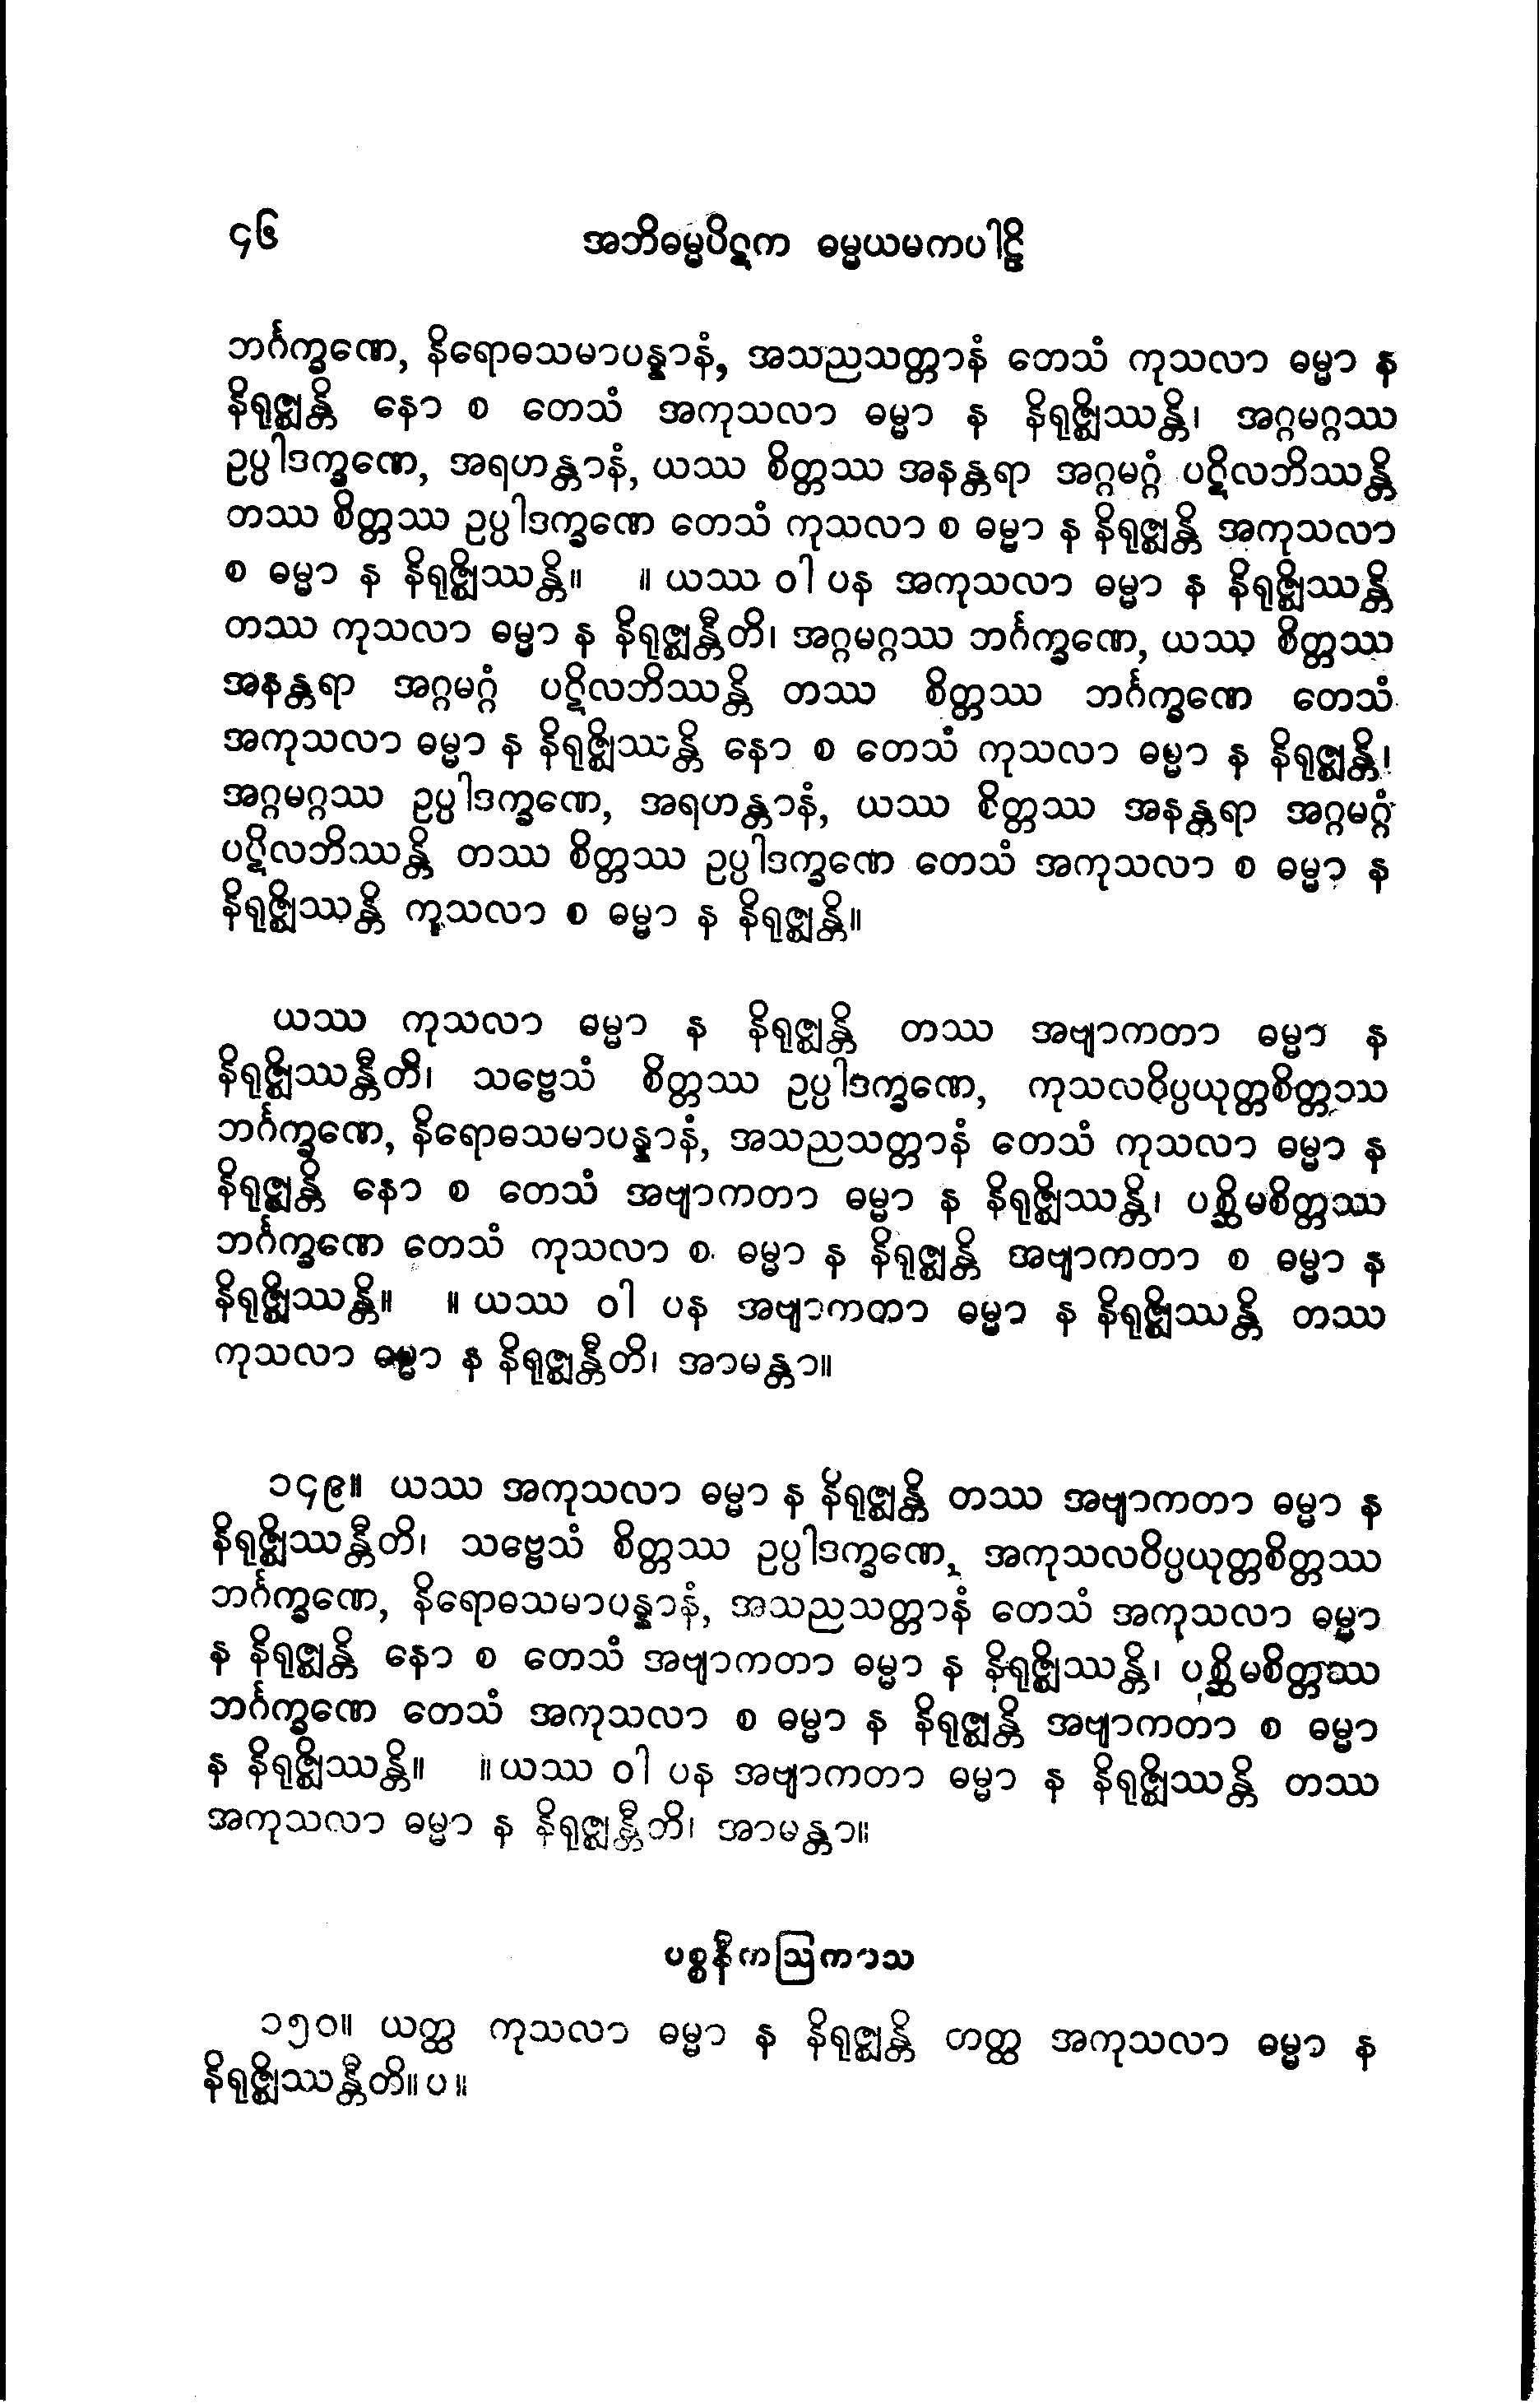 ၄၆ အဘိဓမ္မပိဋက ဓမ္မယမကပါဠိ
ဘင်္ဂက္ခဏေ, နိရောဓသမာပန္နာနံ, အသညသတ္တာနံ တေသံ ကုသလာ ဓမ္မာ န
နိရုဇ္ဈန္တိ နော စ တေသံ အကုသလာ ဓမ္မာ န နိရုဇ္ဈိဿန္တိ၊ အဂ္ဂမဂ္ဂဿ
ဥပ္ပါဒက္ခဏေ, အရဟန္တာနံ, ယဿ စိတ္တဿ အနန္တရာ အဂ္ဂမဂ္ဂံ ပဋိလဘိဿန္တိ
တဿ စိတ္တဿ ဥပ္ပါဒက္ခဏေ တေသံ ကုသလာ စ ဓမ္မာ န နိရုဇ္ဈန္တိ အကုသလာ
စ ဓမ္မာ န နိရုဇ္ဈိဿန္တိ။ ။ ယဿ ဝါ ပန အကုသလာ ဓမ္မာ န နိရုဇ္ဈိဿန္တိ
တဿ ကုသလာ ဓမ္မာ န နိရုဇ္ဈန္တီတိ၊ အဂ္ဂမဂ္ဂဿ ဘင်္ဂက္ခဏေ, ယဿ စိတ္တဿ
အနန္တရာ အဂ္ဂမဂ္ဂံ ပဋိလဘိဿန္တိ တဿ စိတ္တဿ ဘင်္ဂက္ခဏေ တေသံ
အကုသလာ ဓမ္မာ န နိရုဇ္ဈိဿန္တိ နော စ တေသံ ကုသလာ ဓမ္မာ န နိရုဇ္ဈန္တိ၊
အဂ္ဂမဂ္ဂဿ ဥပ္ပါဒက္ခဏေ, အရဟန္တာနံ, ယဿ စိတ္တဿ အနန္တရာ အဂ္ဂမဂ္ဂံ
ပဋိလဘိဿန္တိ တဿ စိတ္တဿ ဥပ္ပါဒက္ခဏေ တေသံ အကုသလာ စ ဓမ္မာ န
နိရုဇ္ဈိဿန္တိ ကုသလာ စ ဓမ္မာ န နိရုဇ္ဈန္တိ။
ယဿ ကုသလာ ဓမ္မာ န နိရုဇ္ဈန္တိ တဿ အဗျာကတာ ဓမ္မာ န
နိရုဇ္ဈိဿန္တီတိ၊ သဗ္ဗေသံ စိတ္တဿ ဥပ္ပါဒက္ခဏေ, ကုသလဝိပ္ပယုတ္တစိတ္တဿ
ဘင်္ဂက္ခဏေ, နိရောဓသမာပန္နာနံ, အသညသတ္တာနံ တေသံ ကုသလာ ဓမ္မာ န
နိရုဇ္ဈန္တိ နော စ တေသံ အဗျာကတာ ဓမ္မာ န နိရုဇ္ဈိဿန္တိ၊ ပစ္ဆိမစိတ္တဿ
ဘင်္ဂက္ခဏေ တေသံ ကုသလာ စ ဓမ္မာ န နိရုဇ္ဈန္တိ အဗျာကတာ စ ဓမ္မာ န
နိရုဇ္ဈိဿန္တိ။ ။ ယဿ ဝါ ပန အဗျာကတာ ဓမ္မာ န နိရုဇ္ဈိဿန္တိ တဿ
ကုသလာ ဓမ္မာ န နိရုဇ္ဈန္တီတိ၊ အာမန္တာ။
၁၄၉။ ယဿ အကုသလာ ဓမ္မာ န နိရုဇ္ဈန္တိ တဿ အဗျာကတာ ဓမ္မာ န
နိရုဇ္ဈိဿန္တီတိ၊ သဗ္ဗေသံ စိတ္တဿ ဥပ္ပါဒက္ခဏေ, အကုသလဝိပ္ပယုတ္တစိတ္တဿ
ဘင်္ဂက္ခဏေ, နိရောဓသမာပန္နာနံ, အသညသတ္တာနံ တေသံ အကုသလာ ဓမ္မာ
န နိရုဇ္ဈန္တိ နော စ တေသံ အဗျာကတာ ဓမ္မာ န နိရုဇ္ဈိဿန္တိ၊ ပစ္ဆိမစိတ္တဿ
ဘင်္ဂက္ခဏေ တေသံ အကုသလာ စ ဓမ္မာ န နိရုဇ္ဈန္တိ အဗျာကတာ စ ဓမ္မာ
န နိရုဇ္ဈိဿန္တိ။ ။ ယဿ ဝါ ပန အဗျာကတာ ဓမ္မာ န နိရုဇ္ဈိဿန္တိ တဿ
အကုသလာ ဓမ္မာ န နိရုဇ္ဈန္တီတိ၊ အာမန္တာ။
ပစ္စနီကဩကာသ
၁၅၀။ ယတ္ထ ကုသလာ ဓမ္မာ န နိရုဇ္ဈန္တိ တတ္ထ အကုသလာ ဓမ္မာ န
နိရုဇ္ဈိဿန္တီတိ။ပ။